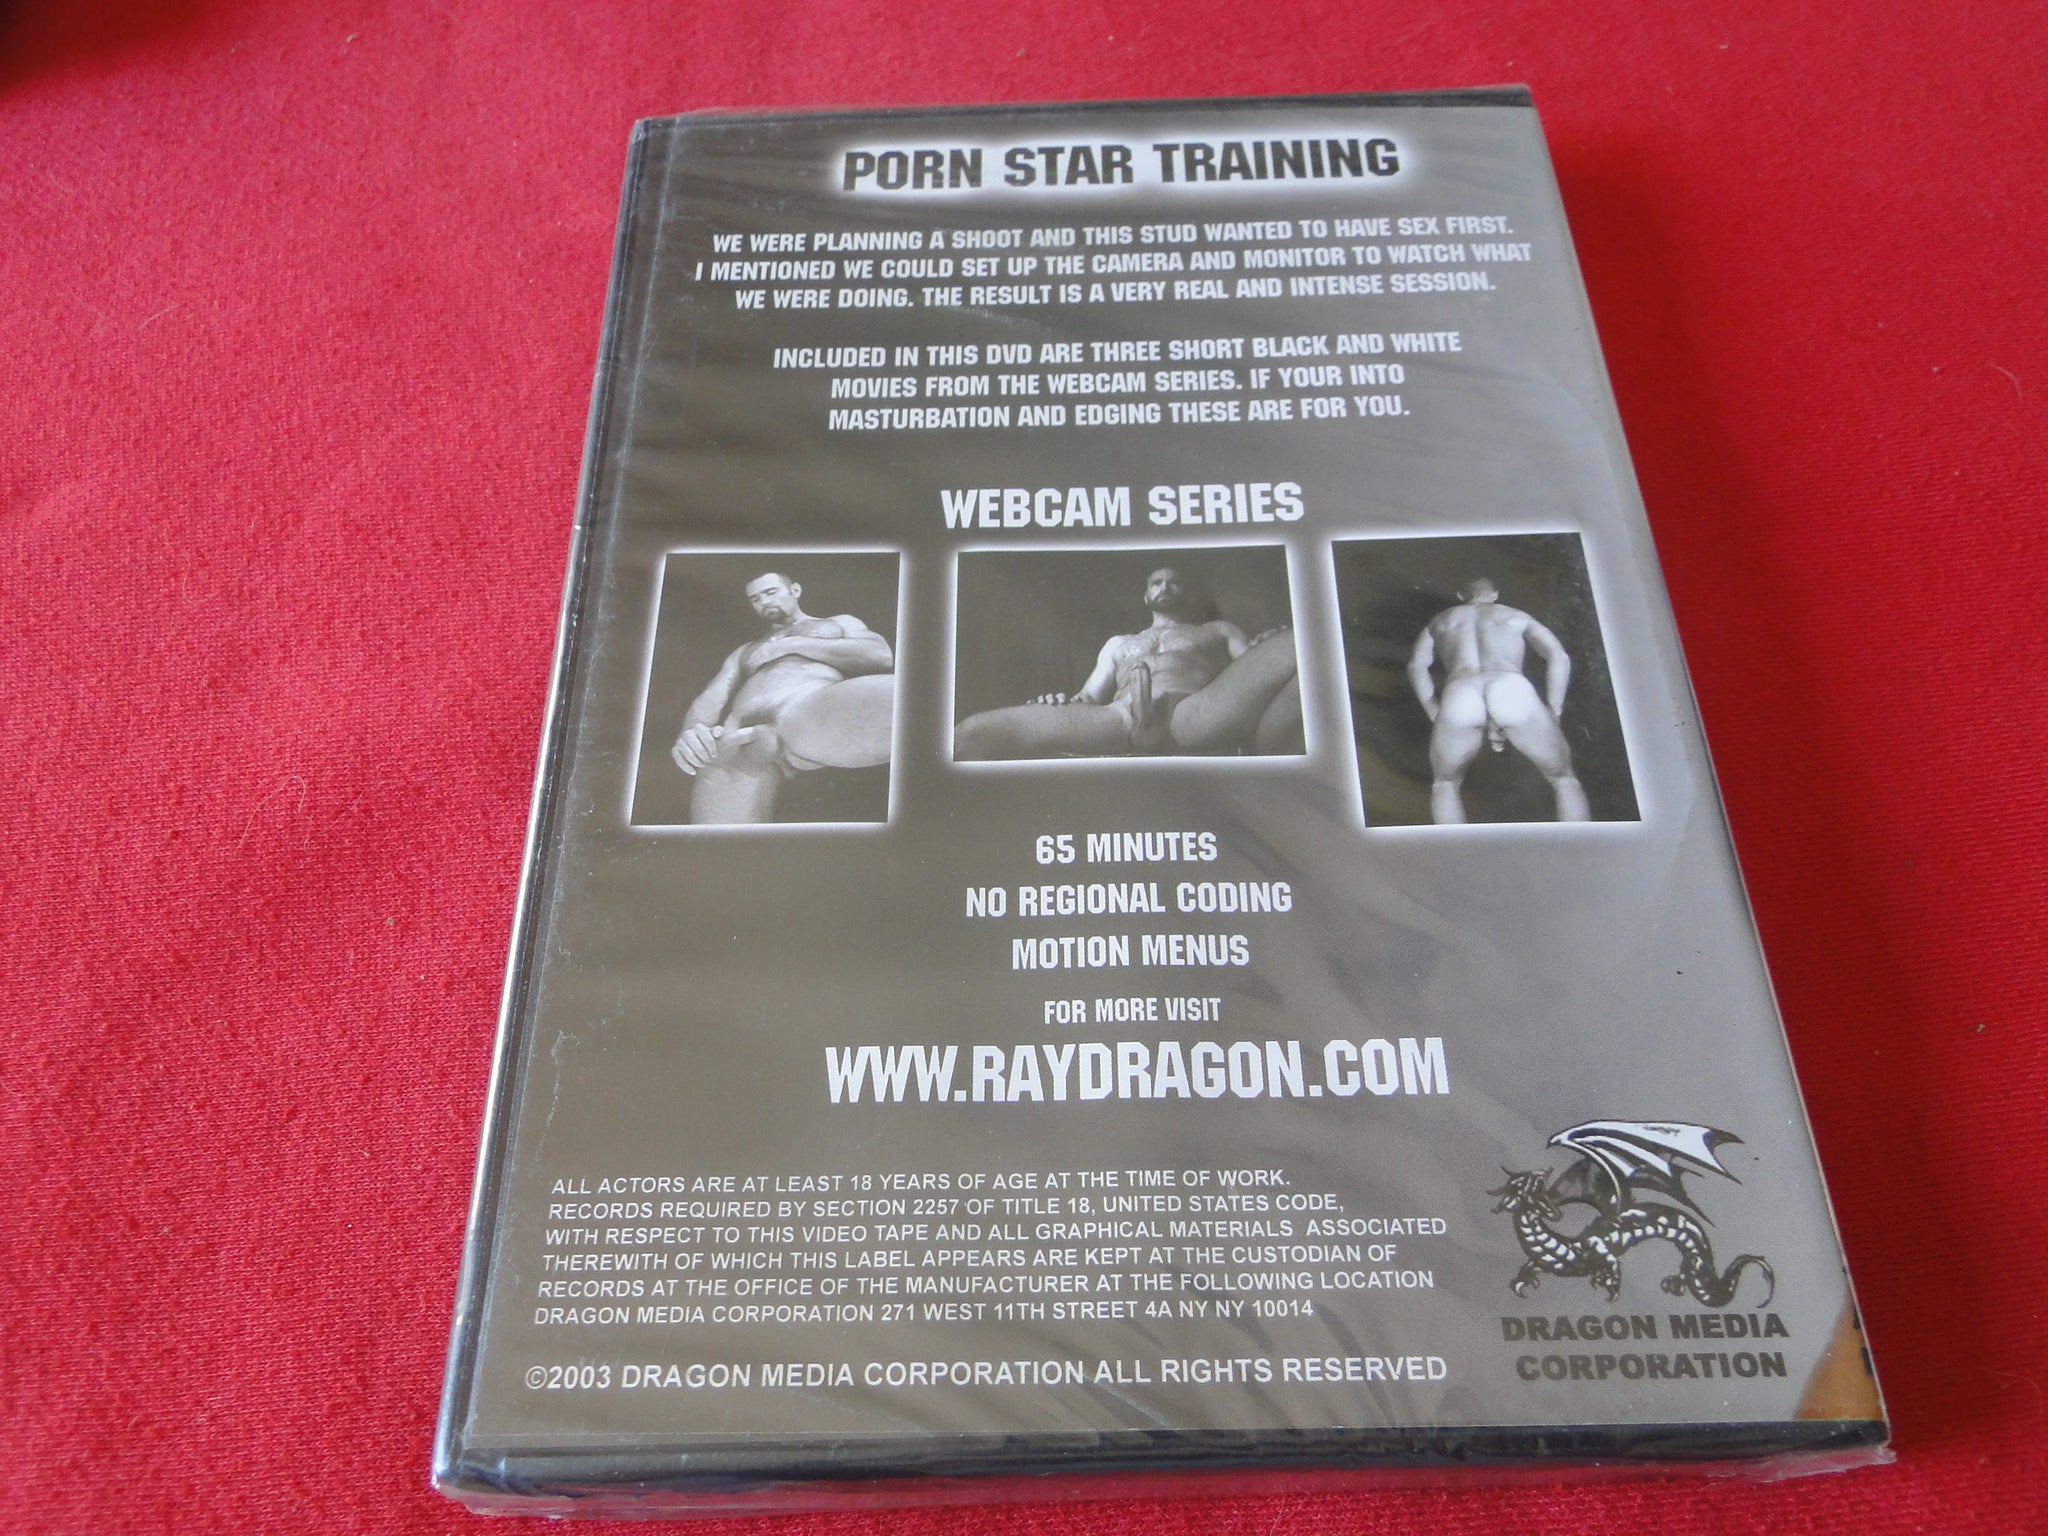 PORN STAR TRAINING
WE WERE PLANNING A SHOOT AND THIS STUD WANTED TO HAVE SEX FIRST.
I MENTIONED WE COULD SET UP THE CAMERA AND MONITOR TO WATCH WHAT
WE WERE DOING. THE RESULT IS A VERY REAL AND INTENSE SESSION.
INCLUDED IN THIS DVD ARE THREE SHORT BLACK AND WHITE
MOVIES FROM THE WEBCAM SERIES. IF YOUR INTO
MASTURBATION AND EDGING THESE ARE FOR YOU.
WEBCAM SERIES
65 MINUTES
NO REGIONAL CODING
MOTION MENUS
FOR MORE VISIT
WWW.RAYDRAGON.COM
ALL ACTORS ARE AT LEAST 18 YEARS OF AGE AT THE TIME OF WORK.
RECORDS REQUIRED BY SECTION 2257 OF TITLE 18, UNITED STATES CODE,
WITH RESPECT TO THIS VIDEO TAPE AND ALL GRAPHICAL MATERIALS ASSOCIATED
THEREWITH OF WHICH THIS LABEL APPEARS ARE KEPT AT THE CUSTODIAN OF
RECORDS AT THE OFFICE OF THE MANUFACTURER AT THE FOLLOWING LOCATION
DRAGON MEDIA CORPORATION 271 WEST 11TH STREET 4A NY NY 10014
©2003 DRAGON MEDIA CORPORATION ALL RIGHTS RESERVED
DRAGON MEDIA
CORPORATION